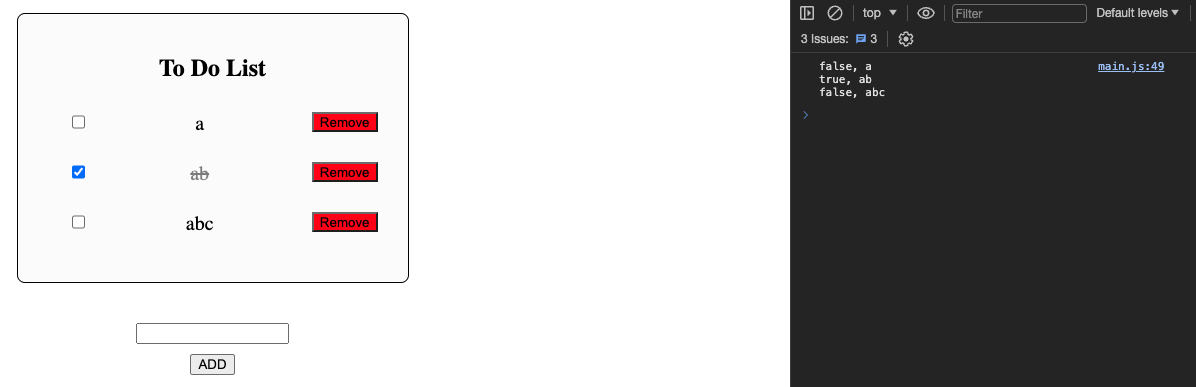 To Do List
a Remove
ab Remove
abc Remove
ADD
top ▼ Filter Default levels ▼
3 Issues: 3
false, a main.js:49
true, ab
false, abc
>